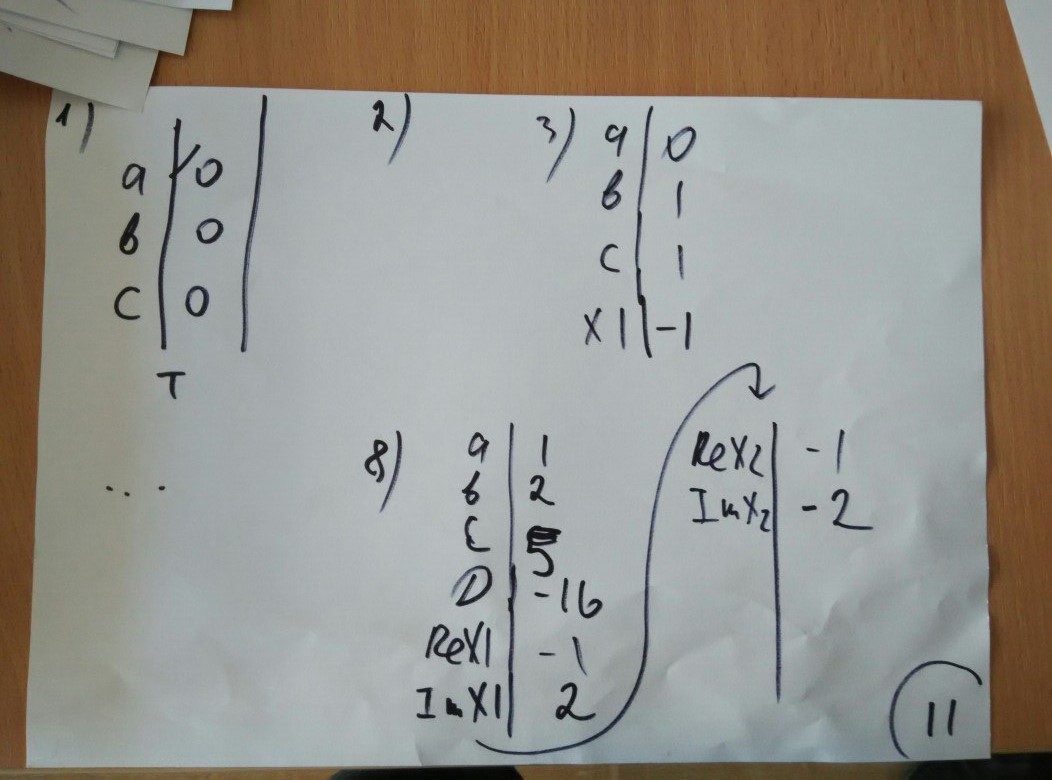 1)
a | 0
в | 0
c | 0
T
2)
3)
a | 0
в | 1
c | 1
x1 | -1
...
8)
a | 1
в | 2
c | 5
D | -16
ReX1 | -1
ImX1 | 2
ReX2 | -1
ImX2 | -2
11